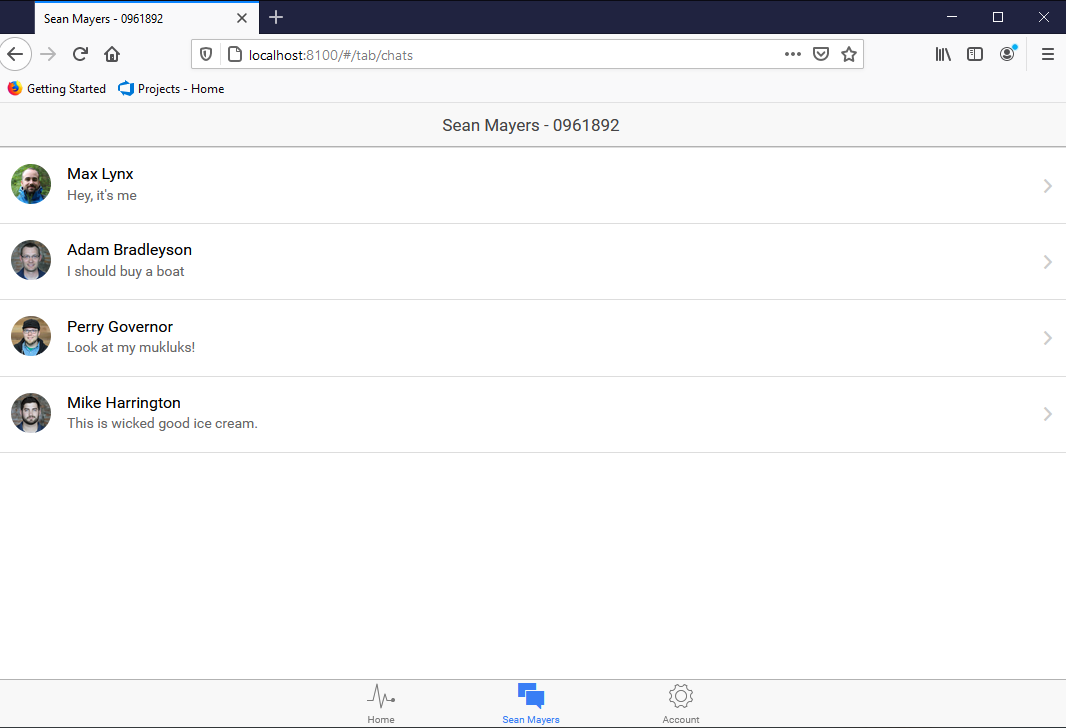 Sean Mayers - 0961892
localhost:8100/#/tab/chats
Getting Started Projects - Home
Sean Mayers - 0961892
Max Lynx
Hey, it's me
Adam Bradleyson
I should buy a boat
Perry Governor
Look at my mukluks!
Mike Harrington
This is wicked good ice cream.
Home Sean Mayers Account